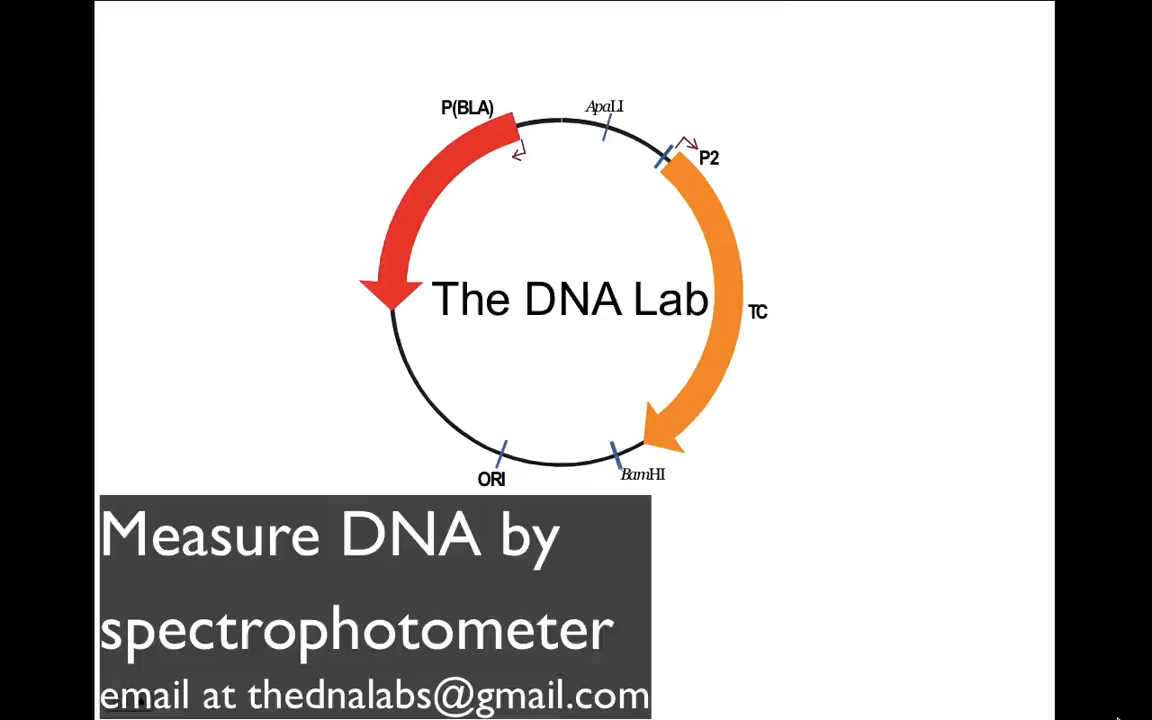 P(BLA)
ApaLI
P2
The DNA Lab
TC
BamHI
ORI
Measure DNA by
spectrophotometer
email at thednalabs@gmail.com